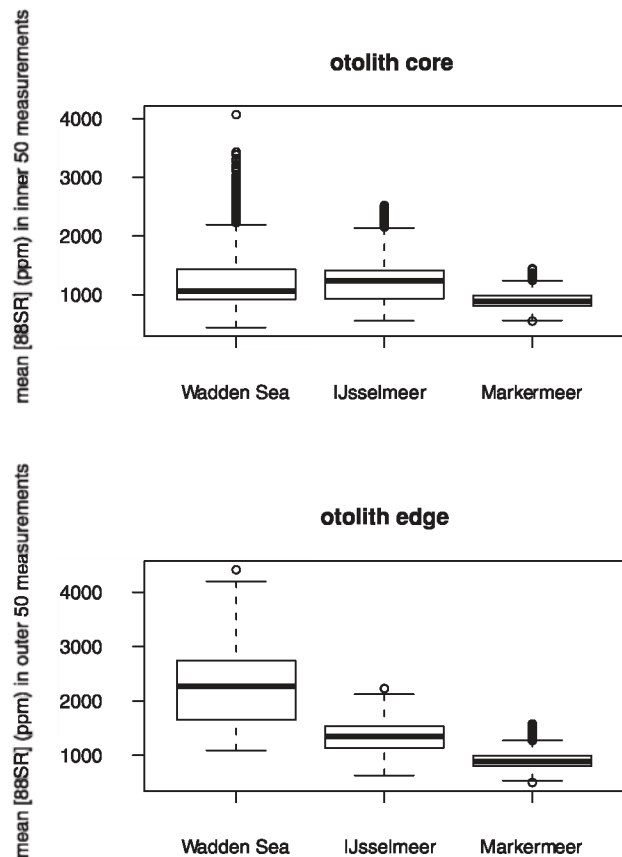 otolith core
mean [88SR] (ppm) in inner 50 measurements
4000
3000
2000
1000
Wadden Sea IJsselmeer Markermeer
otolith edge
mean [88SR] (ppm) in outer 50 measurements
4000
3000
2000
1000
Wadden Sea IJsselmeer Markermeer